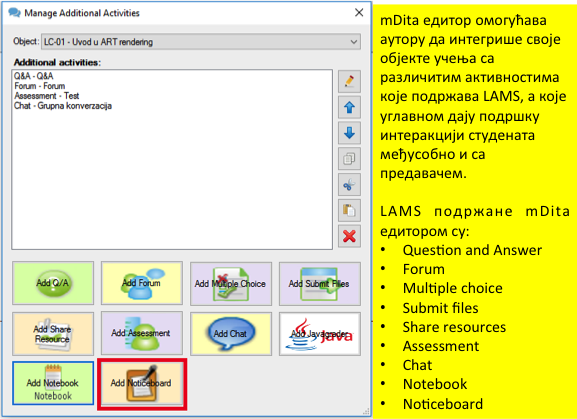 Manage Additional Activities
Object: LC-01 - Uvod u ART rendering
Additional activities:
Q&A - Q&A
Forum - Forum
Assessment - Test
Chat - Grupna konverzacija
Add Q/A
Add Forum
Add Multiple Choice
Add Submit Files
Add Share
Resource
Add Assessment
Add Chat
Add Javagrader
Java
Add Notebook
Notebook
Add Noticeboard
mDita едитор омогућава
аутору да интегрише своје
објекте учења са
различитим активностима
које подржава LAMS, а које
углавном дају подршку
интеракцији студената
међусобно и са
предавачем.
LAMS подржане mDita
едитором су:
• Question and Answer
• Forum
• Multiple choice
• Submit files
• Share resources
• Assessment
• Chat
• Notebook
• Noticeboard